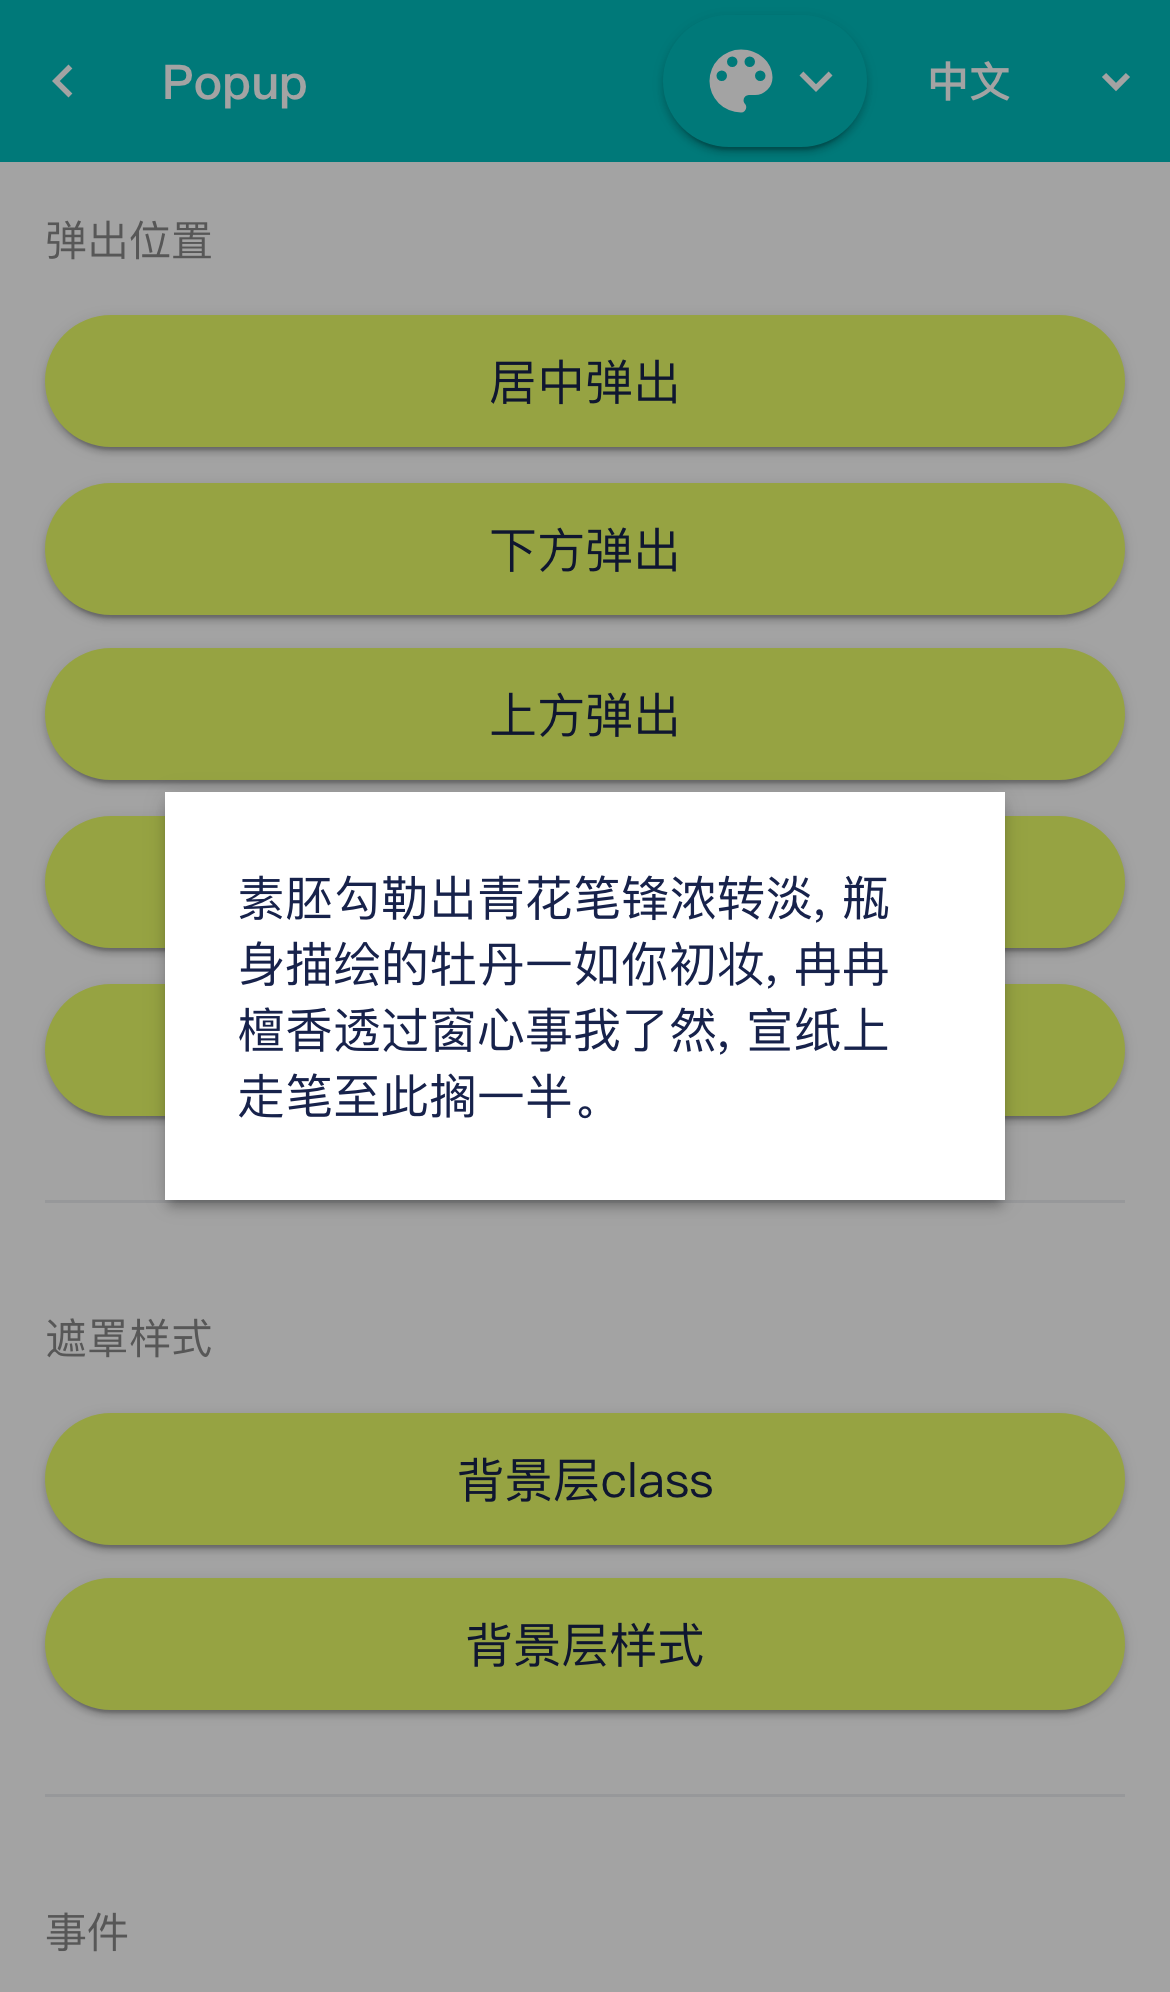 Popup
中文
弹出位置
居中弹出
下方弹出
上方弹出
素胚勾勒出青花笔锋浓转淡, 瓶
身描绘的牡丹一如你初妆, 冉冉
檀香透过窗心事我了然, 宣纸上
走笔至此搁一半。
遮罩样式
背景层class
背景层样式
事件